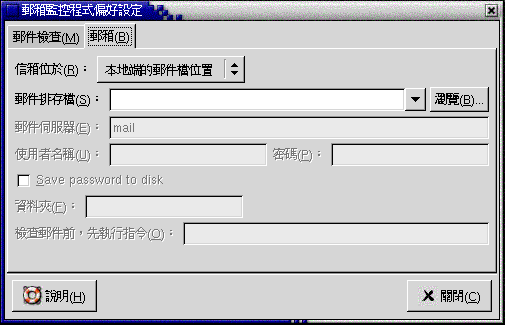 郵箱監控程式偏好設定
郵件檢查(M) 郵箱(B)
信箱位於(R)： 本地端的郵件檔位置
郵件排存檔(S)： 瀏覽(B)...
郵件伺服器(E)： mail
使用者名稱(U)： 密碼(P)：
Save password to disk
資料夾(F)：
檢查郵件前，先執行指令(O)：
說明(H) 關閉(C)